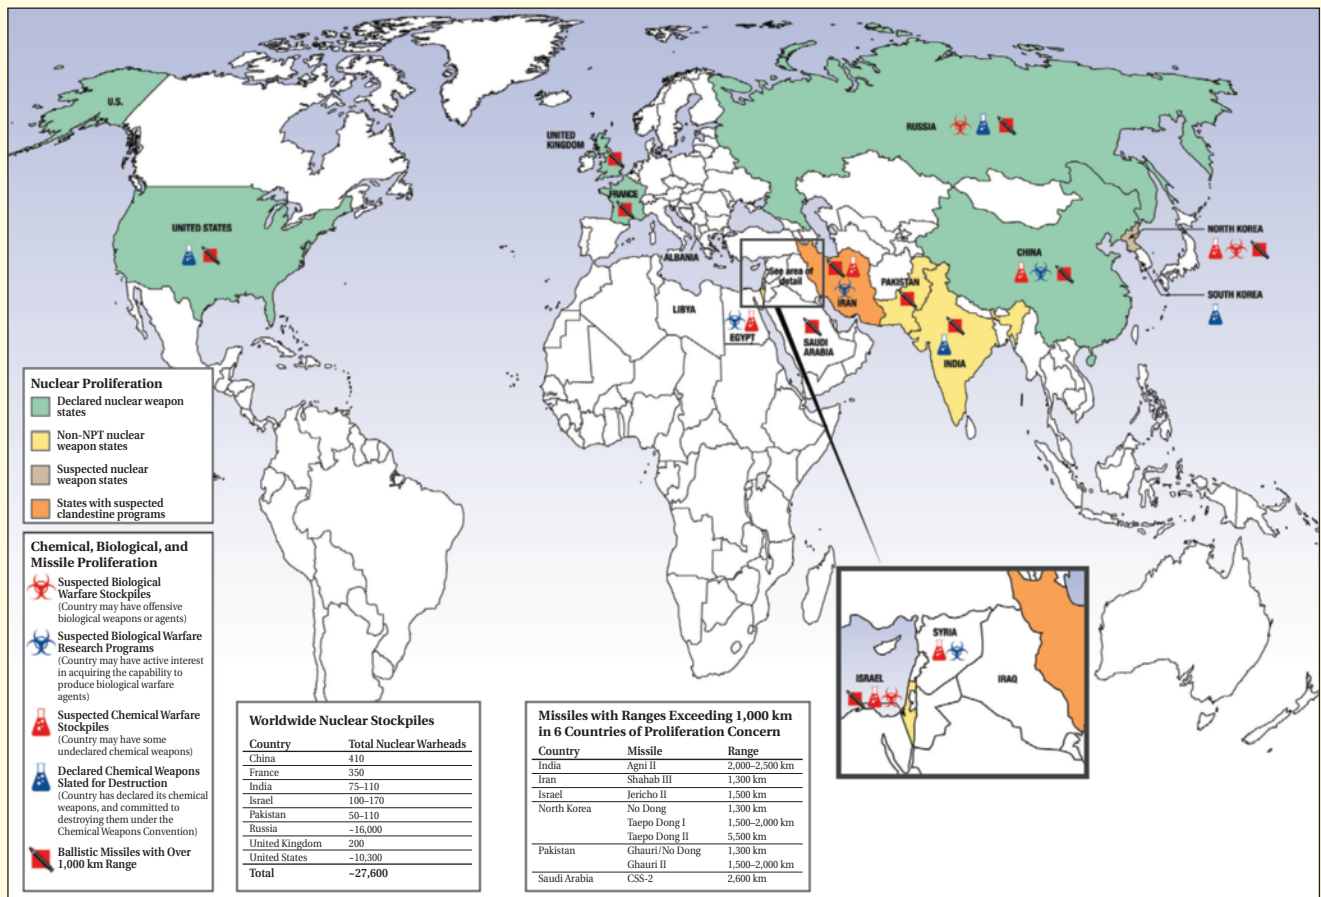 U.S.
UNITED STATES
UNITED
KINGDOM
FRANCE
ALBANIA
LIBYA
EGYPT
See area of
detail
SAUDI
ARABIA
IRAN
PAKISTAN
INDIA
RUSSIA
CHINA
NORTH KOREA
SOUTH KOREA
SYRIA
ISRAEL
IRAQ
Nuclear Proliferation
Declared nuclear weapon
states
Non-NPT nuclear
weapon states
Suspected nuclear
weapon states
States with suspected
clandestine programs
Chemical, Biological, and
Missile Proliferation
Suspected Biological
Warfare Stockpiles
(Country may have offensive
biological weapons or agents)
Suspected Biological Warfare
Research Programs
(Country may have active interest
in acquiring the capability to
produce biological warfare
agents)
Suspected Chemical Warfare
Stockpiles
(Country may have some
undeclared chemical weapons)
Declared Chemical Weapons
Slated for Destruction
(Country has declared its chemical
weapons, and committed to
destroying them under the
Chemical Weapons Convention)
Ballistic Missiles with Over
1,000 km Range
Worldwide Nuclear Stockpiles
Country Total Nuclear Warheads
China 410
France 350
India 75–110
Israel 100–170
Pakistan 50–110
Russia ~16,000
United Kingdom 200
United States ~10,300
Total ~27,600
Missiles with Ranges Exceeding 1,000 km
in 6 Countries of Proliferation Concern
Country Missile Range
India Agni II 2,000–2,500 km
Iran Shahab III 1,300 km
Israel Jericho II 1,500 km
North Korea No Dong 1,300 km
Taepo Dong I 1,500–2,000 km
Taepo Dong II 5,500 km
Pakistan Ghauri/No Dong 1,300 km
Ghauri II 1,500–2,000 km
Saudi Arabia CSS-2 2,600 km